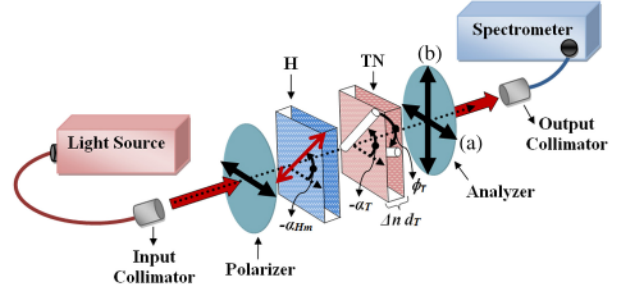 Spectrometer
(b)
TN
H
Light Source
(a)
Output
Collimator
Analyzer
ϕT
-αT
Δn dT
-αHm
Input
Collimator
Polarizer